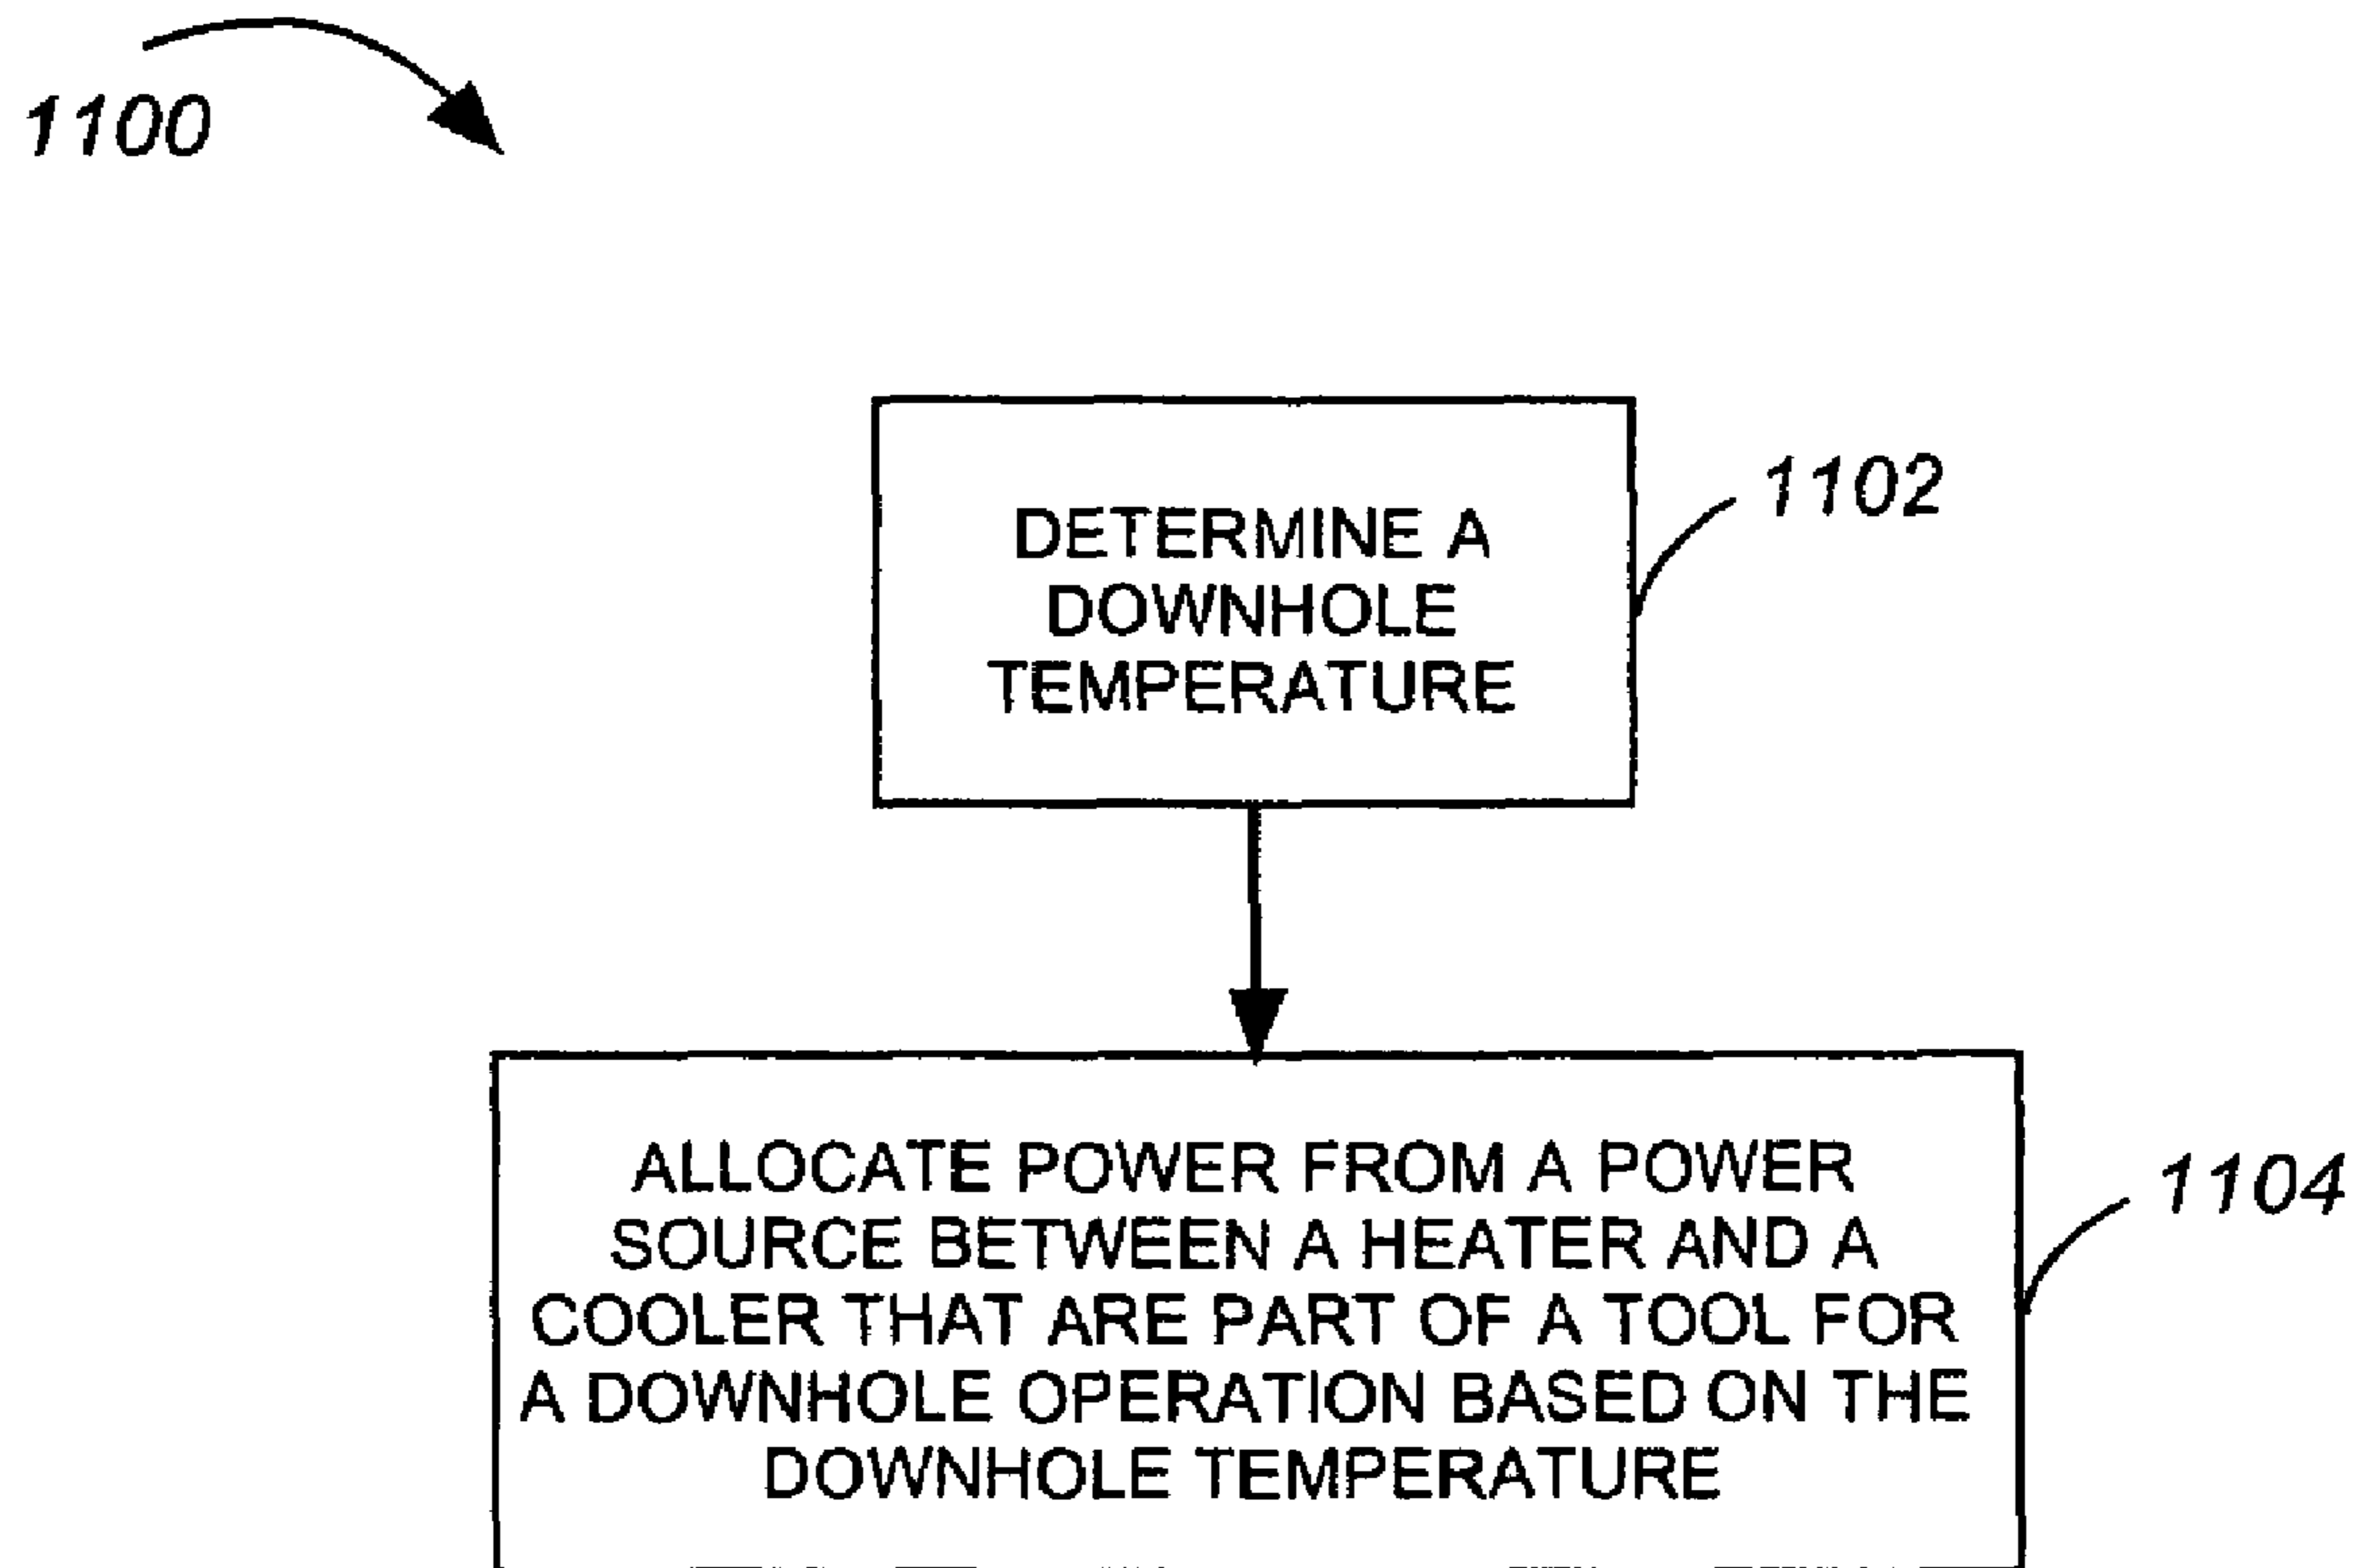 1100
1102
DETERMINE A
DOWNHOLE
TEMPERATURE
1104
ALLOCATE POWER FROM A POWER
SOURCE BETWEEN A HEATER AND A
COOLER THAT ARE PART OF A TOOL FOR
A DOWNHOLE OPERATION BASED ON THE
DOWNHOLE TEMPERATURE